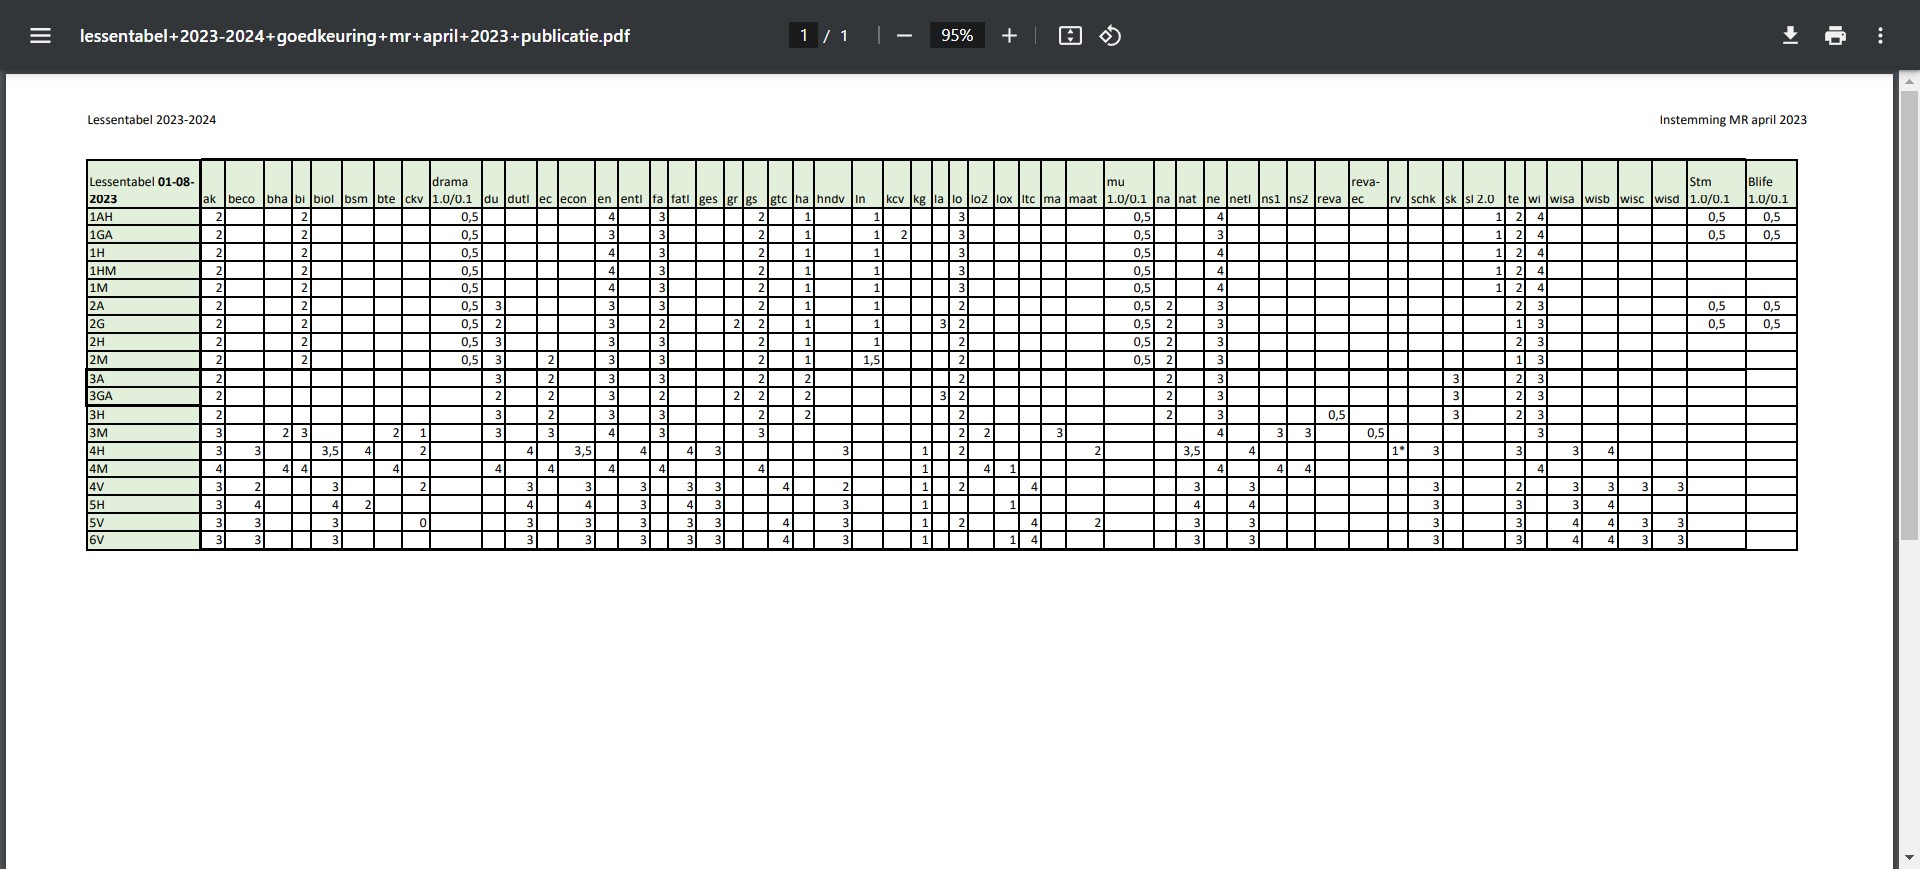 lessentabel+2023-2024+goedkeuring+mr+april+2023+publicatie.pdf 1 / 1 95%
Lessentabel 2023-2024 Instemming MR april 2023
Lessentabel 01-08-2023 ak beco bha bi biol bsm bte ckv drama 1.0/0.1 du dutl ec econ en entl fa fatl ges gr gs gtc ha hndv ln kcv kg la lo lo2 lox ltc ma maat mu 1.0/0.1 na nat ne netl ns1 ns2 reva reva-ec rv schk sk sl 2.0 te wi wisa wisb wisc wisd Stm 1.0/0.1 Blife 1.0/0.1
1AH 2 2 0,5 4 3 2 1 1 3 0,5 4 1 2 4 0,5 0,5
1GA 2 2 0,5 3 3 2 1 1 2 3 0,5 3 1 2 4 0,5 0,5
1H 2 2 0,5 4 3 2 1 1 3 0,5 4 1 2 4
1HM 2 2 0,5 4 3 2 1 1 3 0,5 4 1 2 4
1M 2 2 0,5 4 3 2 1 1 3 0,5 4 1 2 4
2A 2 2 0,5 3 3 3 2 1 1 2 0,5 2 3 2 3 0,5 0,5
2G 2 2 0,5 2 3 2 2 2 1 1 3 2 0,5 2 3 1 3 0,5 0,5
2H 2 2 0,5 3 3 3 2 1 1 2 0,5 2 3 2 3
2M 2 2 0,5 3 2 3 3 2 1 1,5 2 0,5 2 3 1 3
3A 2 3 2 3 3 2 2 2 2 3 3 2 3
3GA 2 2 2 3 2 2 2 2 3 2 2 3 3 2 3
3H 2 3 2 3 3 2 2 2 2 3 0,5 3 2 3
3M 3 2 3 2 1 3 3 4 3 3 2 2 3 4 3 3 0,5 3
4H 3 3 3,5 4 2 4 3,5 4 4 3 3 1 2 2 3,5 4 1* 3 3 3 4
4M 4 4 4 4 4 4 4 4 4 1 4 1 4 4 4 4
4V 3 2 3 2 3 3 3 3 3 4 2 1 2 4 3 3 3 2 3 3 3 3
5H 3 4 4 2 4 4 3 4 3 3 1 1 4 4 3 3 3 4
5V 3 3 3 0 3 3 3 3 3 4 3 1 2 4 2 3 3 3 3 4 4 3 3
6V 3 3 3 3 3 3 3 3 4 3 1 1 4 3 3 3 3 4 4 3 3